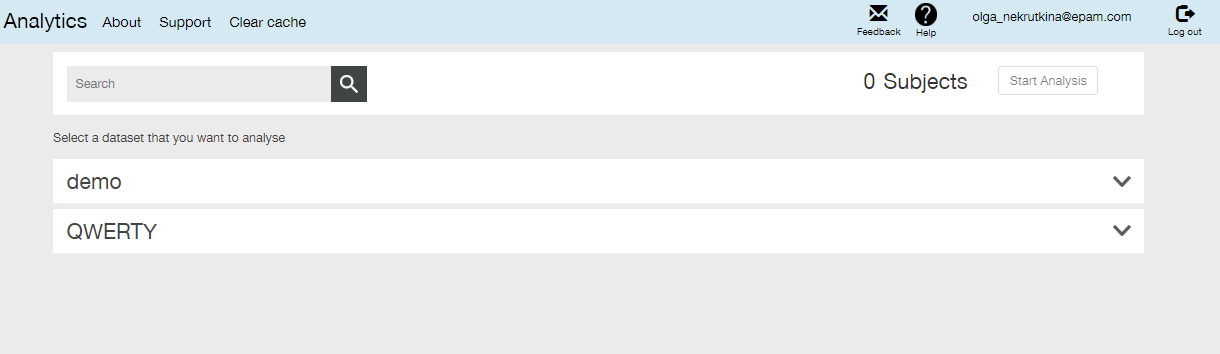 Analytics About Support Clear cache Feedback Help olga_nekrutkina@epam.com Log out
Search 0 Subjects Start Analysis
Select a dataset that you want to analyse
demo
QWERTY